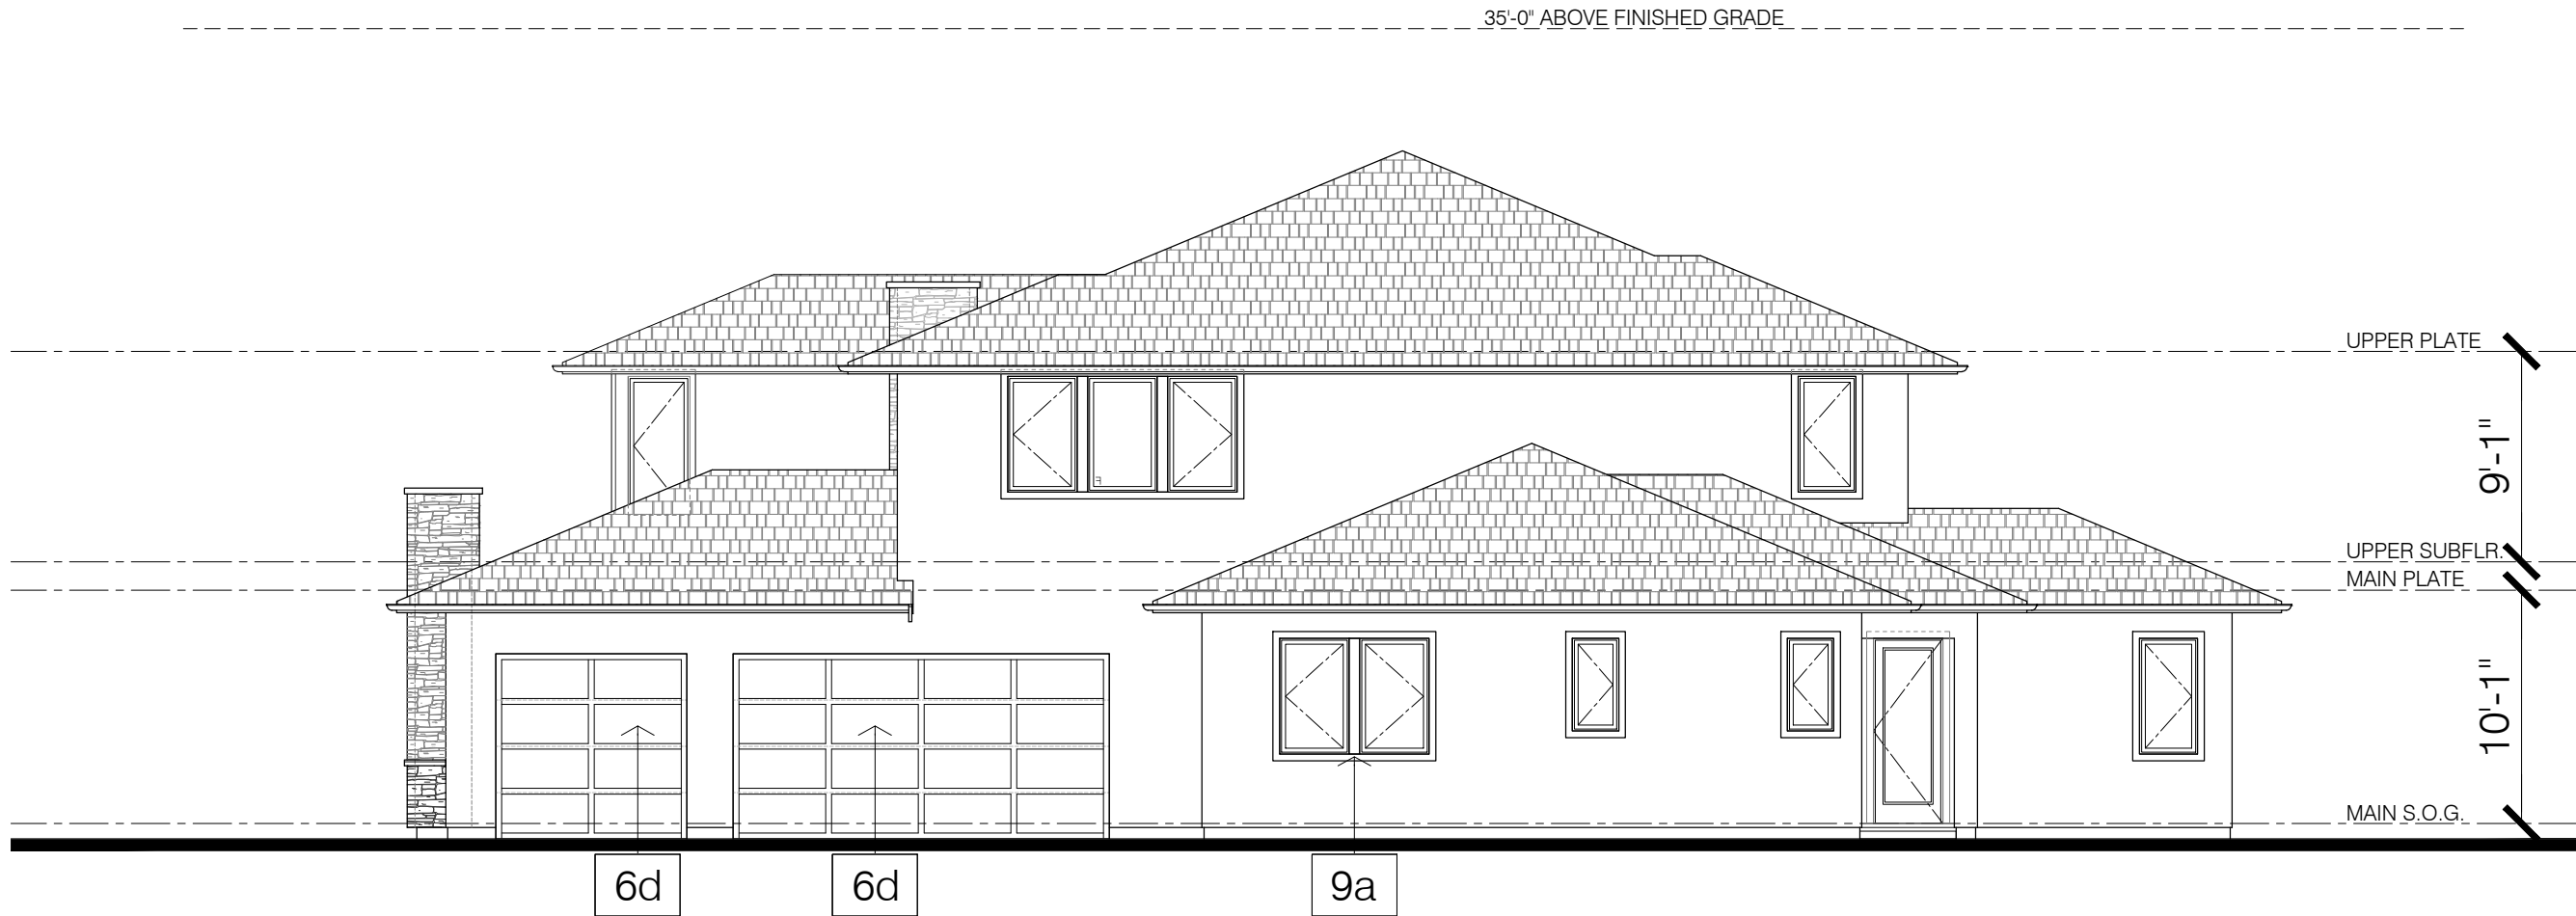 35'-0" ABOVE FINISHED GRADE
UPPER PLATE
9'-1"
UPPER SUBFLR.
MAIN PLATE
10'-1"
MAIN S.O.G.
6d
6d
9a